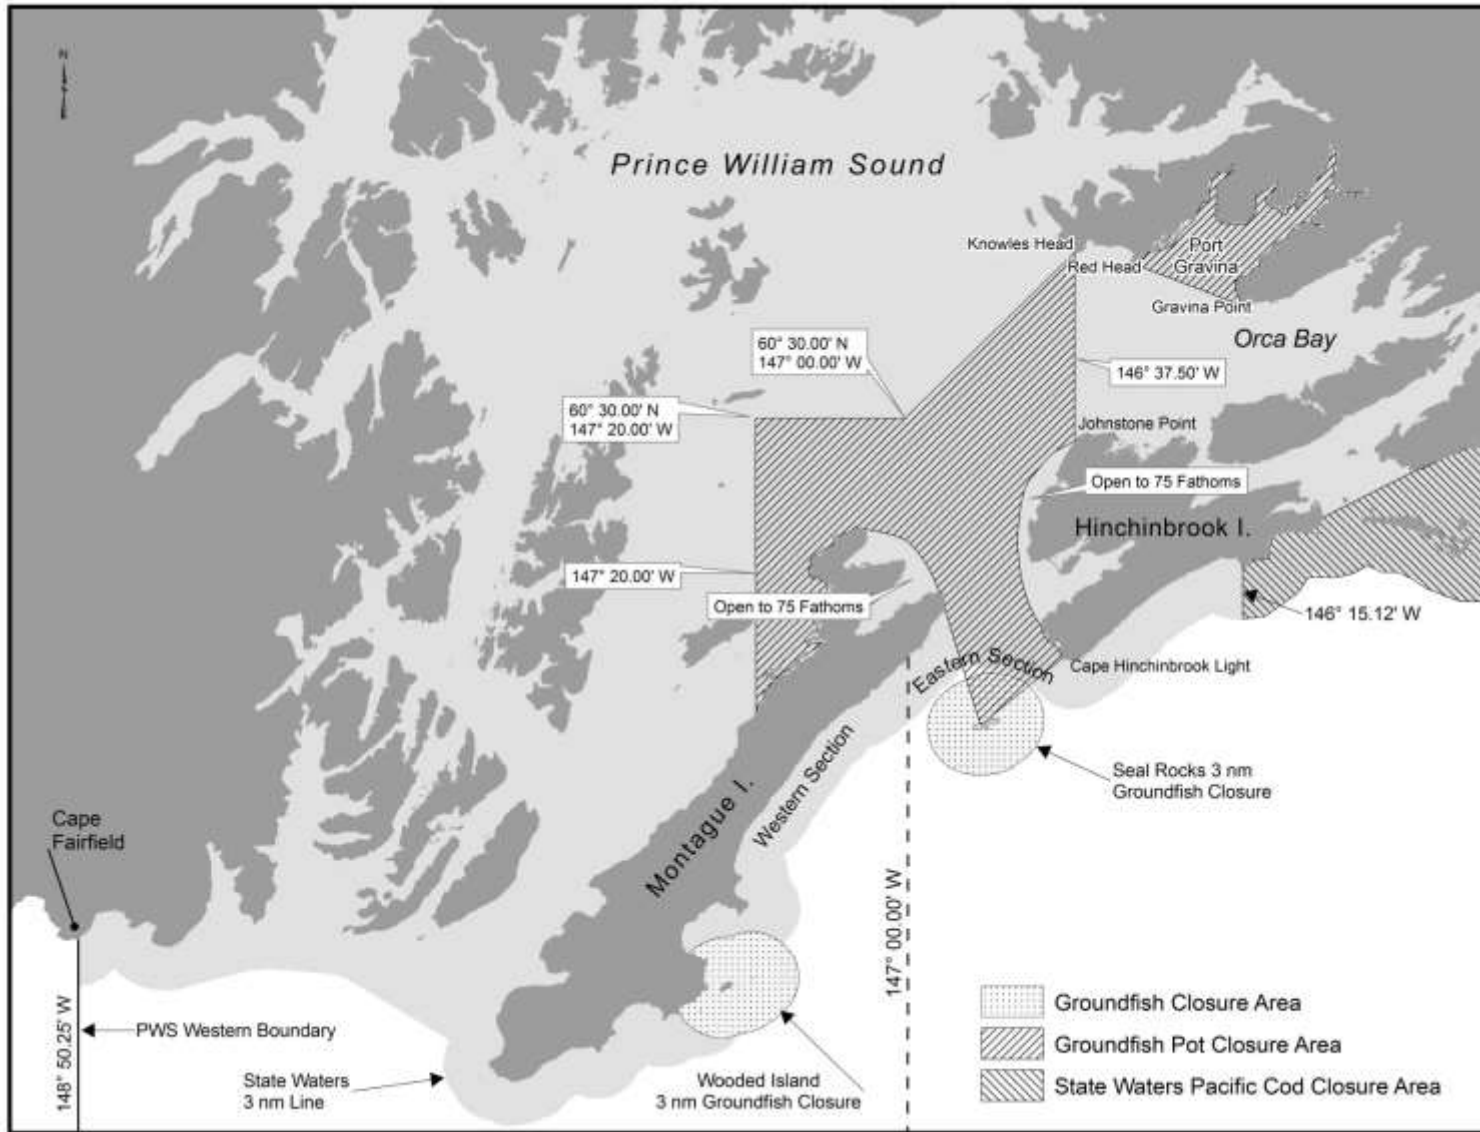 N
Prince William Sound
Knowles Head
Red Head
Port
Gravina
Gravina Point
Orca Bay
60° 30.00' N
147° 00.00' W
146° 37.50' W
60° 30.00' N
147° 20.00' W
Johnstone Point
Open to 75 Fathoms
Hinchinbrook I.
147° 20.00' W
Open to 75 Fathoms
146° 15.12' W
Eastern Section
Cape Hinchinbrook Light
Western Section
Seal Rocks 3 nm
Groundfish Closure
Montague I.
Cape
Fairfield
147° 00.00' W
148° 50.25' W
PWS Western Boundary
State Waters
3 nm Line
Wooded Island
3 nm Groundfish Closure
Groundfish Closure Area
Groundfish Pot Closure Area
State Waters Pacific Cod Closure Area